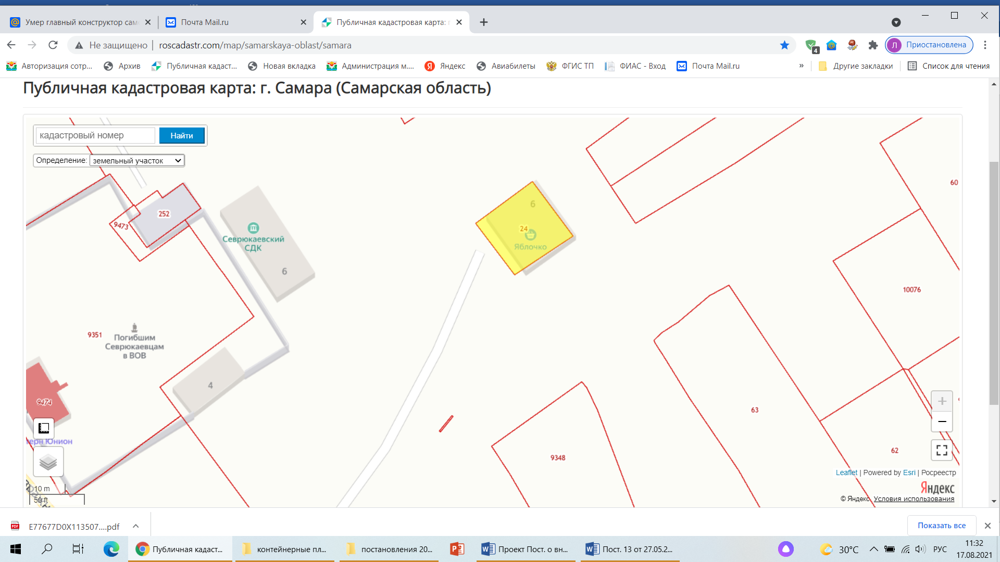 Умер главный конструктор сам
Почта Mail.ru
Публичная кадастровая карта: г
Не защищено
roscadastr.com/map/samarskaya-oblast/samara
4
Л
Приостановлена
Авторизация сотр...
Архив
Публичная кадаст...
Новая вкладка
Администрация м....
Яндекс
Авиабилеты
ФГИС ТП
ФИАС - Вход
Почта Mail.ru
»
Другие закладки
Список для чтения
Публичная кадастровая карта: г. Самара (Самарская область)
кадастровый номер
Найти
Определение:
земельный участок
60
6
252
9473
24
Яблочко
Севрюкаевский
СДК
6
10076
9351
Погибшим
Севрюкаевцам
в ВОВ
4
9474
63
терн Юнион
62
9348
Leaflet | Powered by Esri | Росреестр
10 m
50 ft
Яндекс
© Яндекс Условия использования
E77677D0X113507....pdf
Показать все
Публичная кадаст...
контейнерные пл...
постановления 20...
Проект Пост. о вн...
Пост. 13 от 27.05.2...
30°C
РУС
11:32
17.08.2021